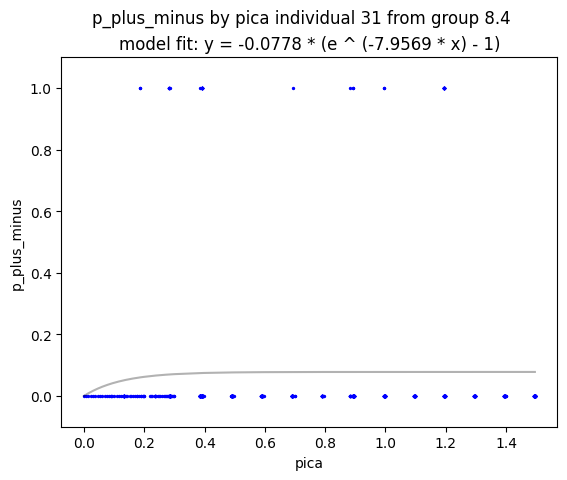 p_plus_minus by pica individual 31 from group 8.4
model fit: y = -0.0778 * (e ^ (-7.9569 * x) - 1)
1.0
0.8
0.6
0.4
0.2
0.0
p_plus_minus
0.0 0.2 0.4 0.6 0.8 1.0 1.2 1.4
pica